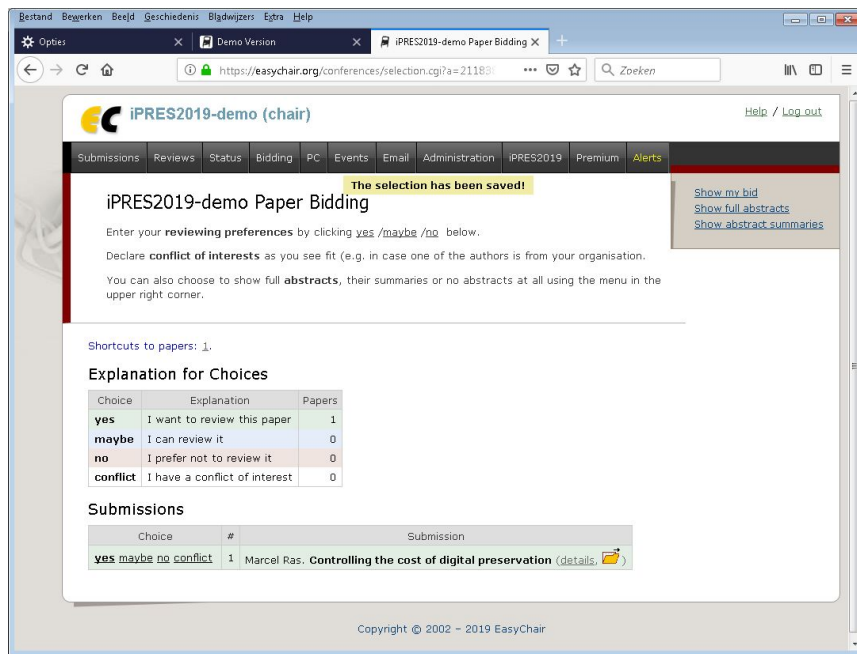 Bestand Bewerken Beeld Geschiedenis Bladwijzers Extra Help
Opties Demo Version iPRES2019-demo Paper Bidding
https://easychair.org/conferences/selection.cgi?a=21183 Zoeken
EC iPRES2019-demo (chair) Help / Log out
Submissions Reviews Status Bidding PC Events Email Administration iPRES2019 Premium Alerts
The selection has been saved!
iPRES2019-demo Paper Bidding
Show my bid
Show full abstracts
Show abstract summaries
Enter your reviewing preferences by clicking yes /maybe /no below.
Declare conflict of interests as you see fit (e.g. in case one of the authors is from your organisation.
You can also choose to show full abstracts, their summaries or no abstracts at all using the menu in the
upper right corner.
Shortcuts to papers: 1.
Explanation for Choices
Choice Explanation Papers
yes I want to review this paper 1
maybe I can review it 0
no I prefer not to review it 0
conflict I have a conflict of interest 0
Submissions
Choice # Submission
yes maybe no conflict 1 Marcel Ras. Controlling the cost of digital preservation (details, )
Copyright © 2002 – 2019 EasyChair